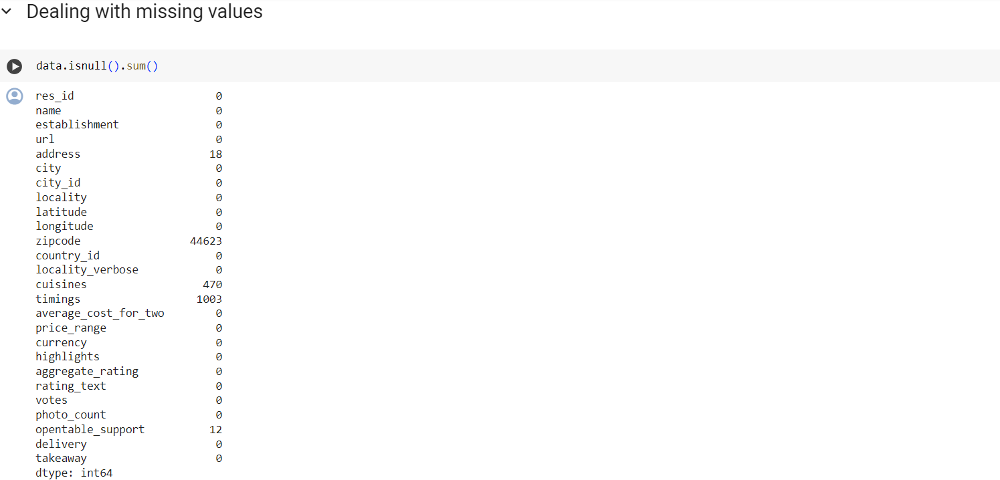 Dealing with missing values
data.isnull().sum()
res_id 0
name 0
establishment 0
url 0
address 18
city 0
city_id 0
locality 0
latitude 0
longitude 0
zipcode 44623
country_id 0
locality_verbose 0
cuisines 470
timings 1003
average_cost_for_two 0
price_range 0
currency 0
highlights 0
aggregate_rating 0
rating_text 0
votes 0
photo_count 0
opentable_support 12
delivery 0
takeaway 0
dtype: int64